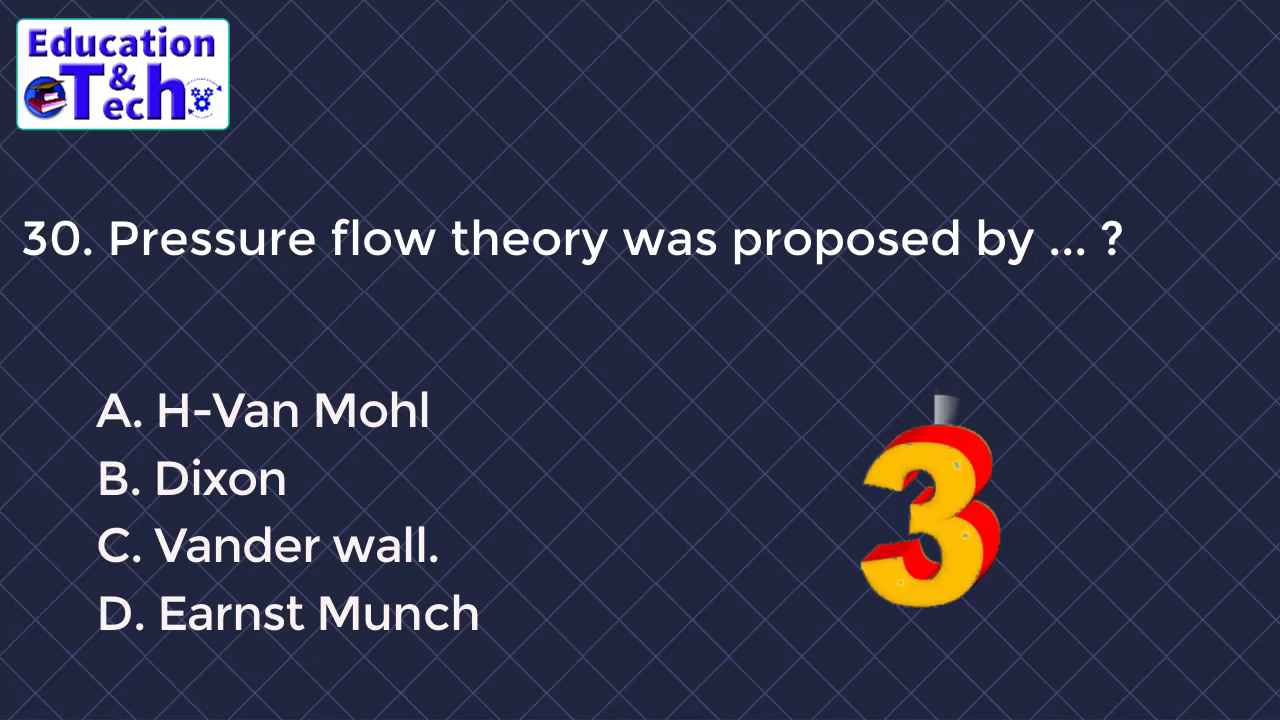 Education
&
Tech
30. Pressure flow theory was proposed by ... ?
A. H-Van Mohl
B. Dixon
C. Vander wall.
D. Earnst Munch
3